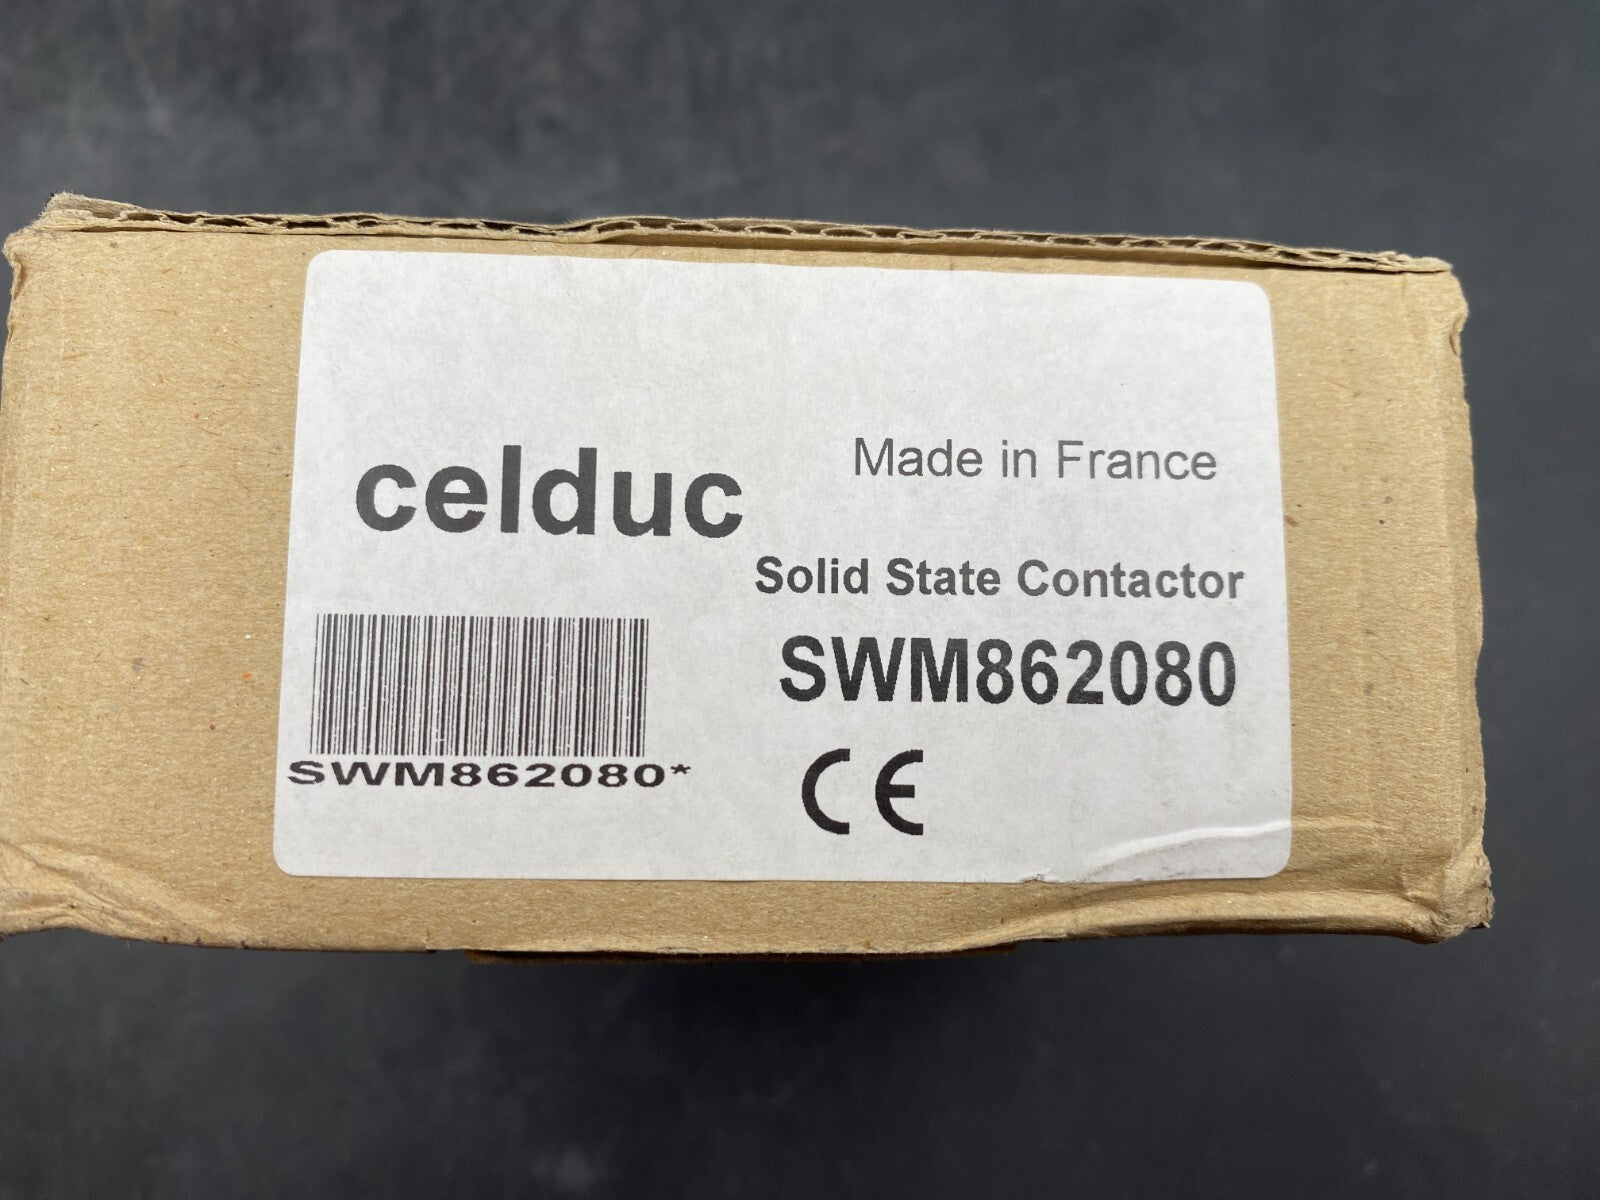 celduc
Made in France
Solid State Contactor
SWM862080
SWM862080*
CE